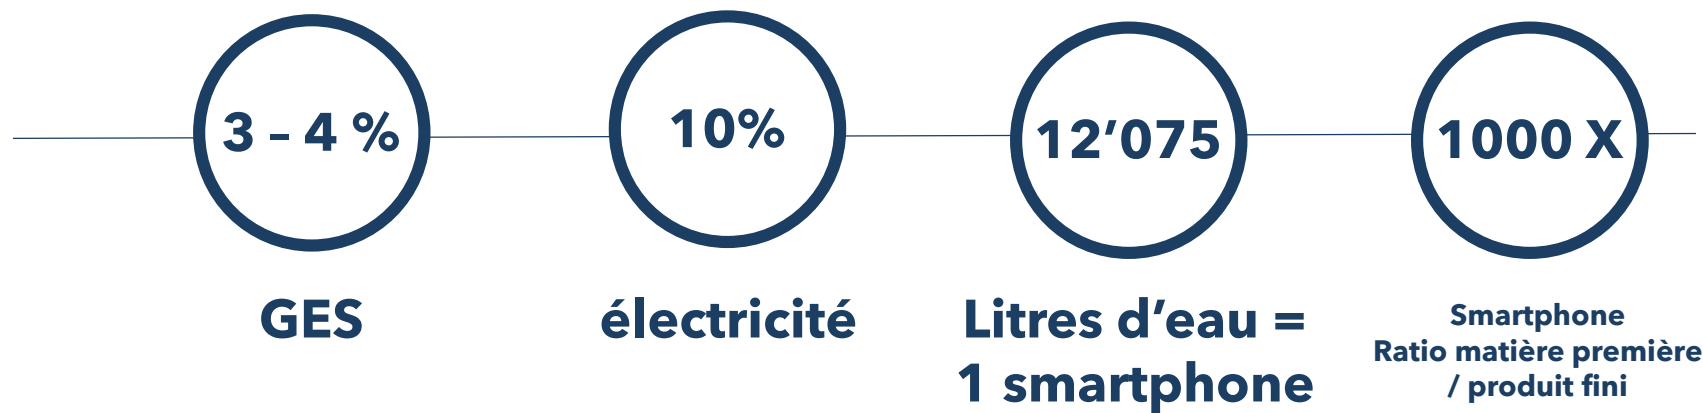 3 – 4 %
GES
10%
électricité
12’075
Litres d’eau =
1 smartphone
1000 X
Smartphone
Ratio matière première
/ produit fini